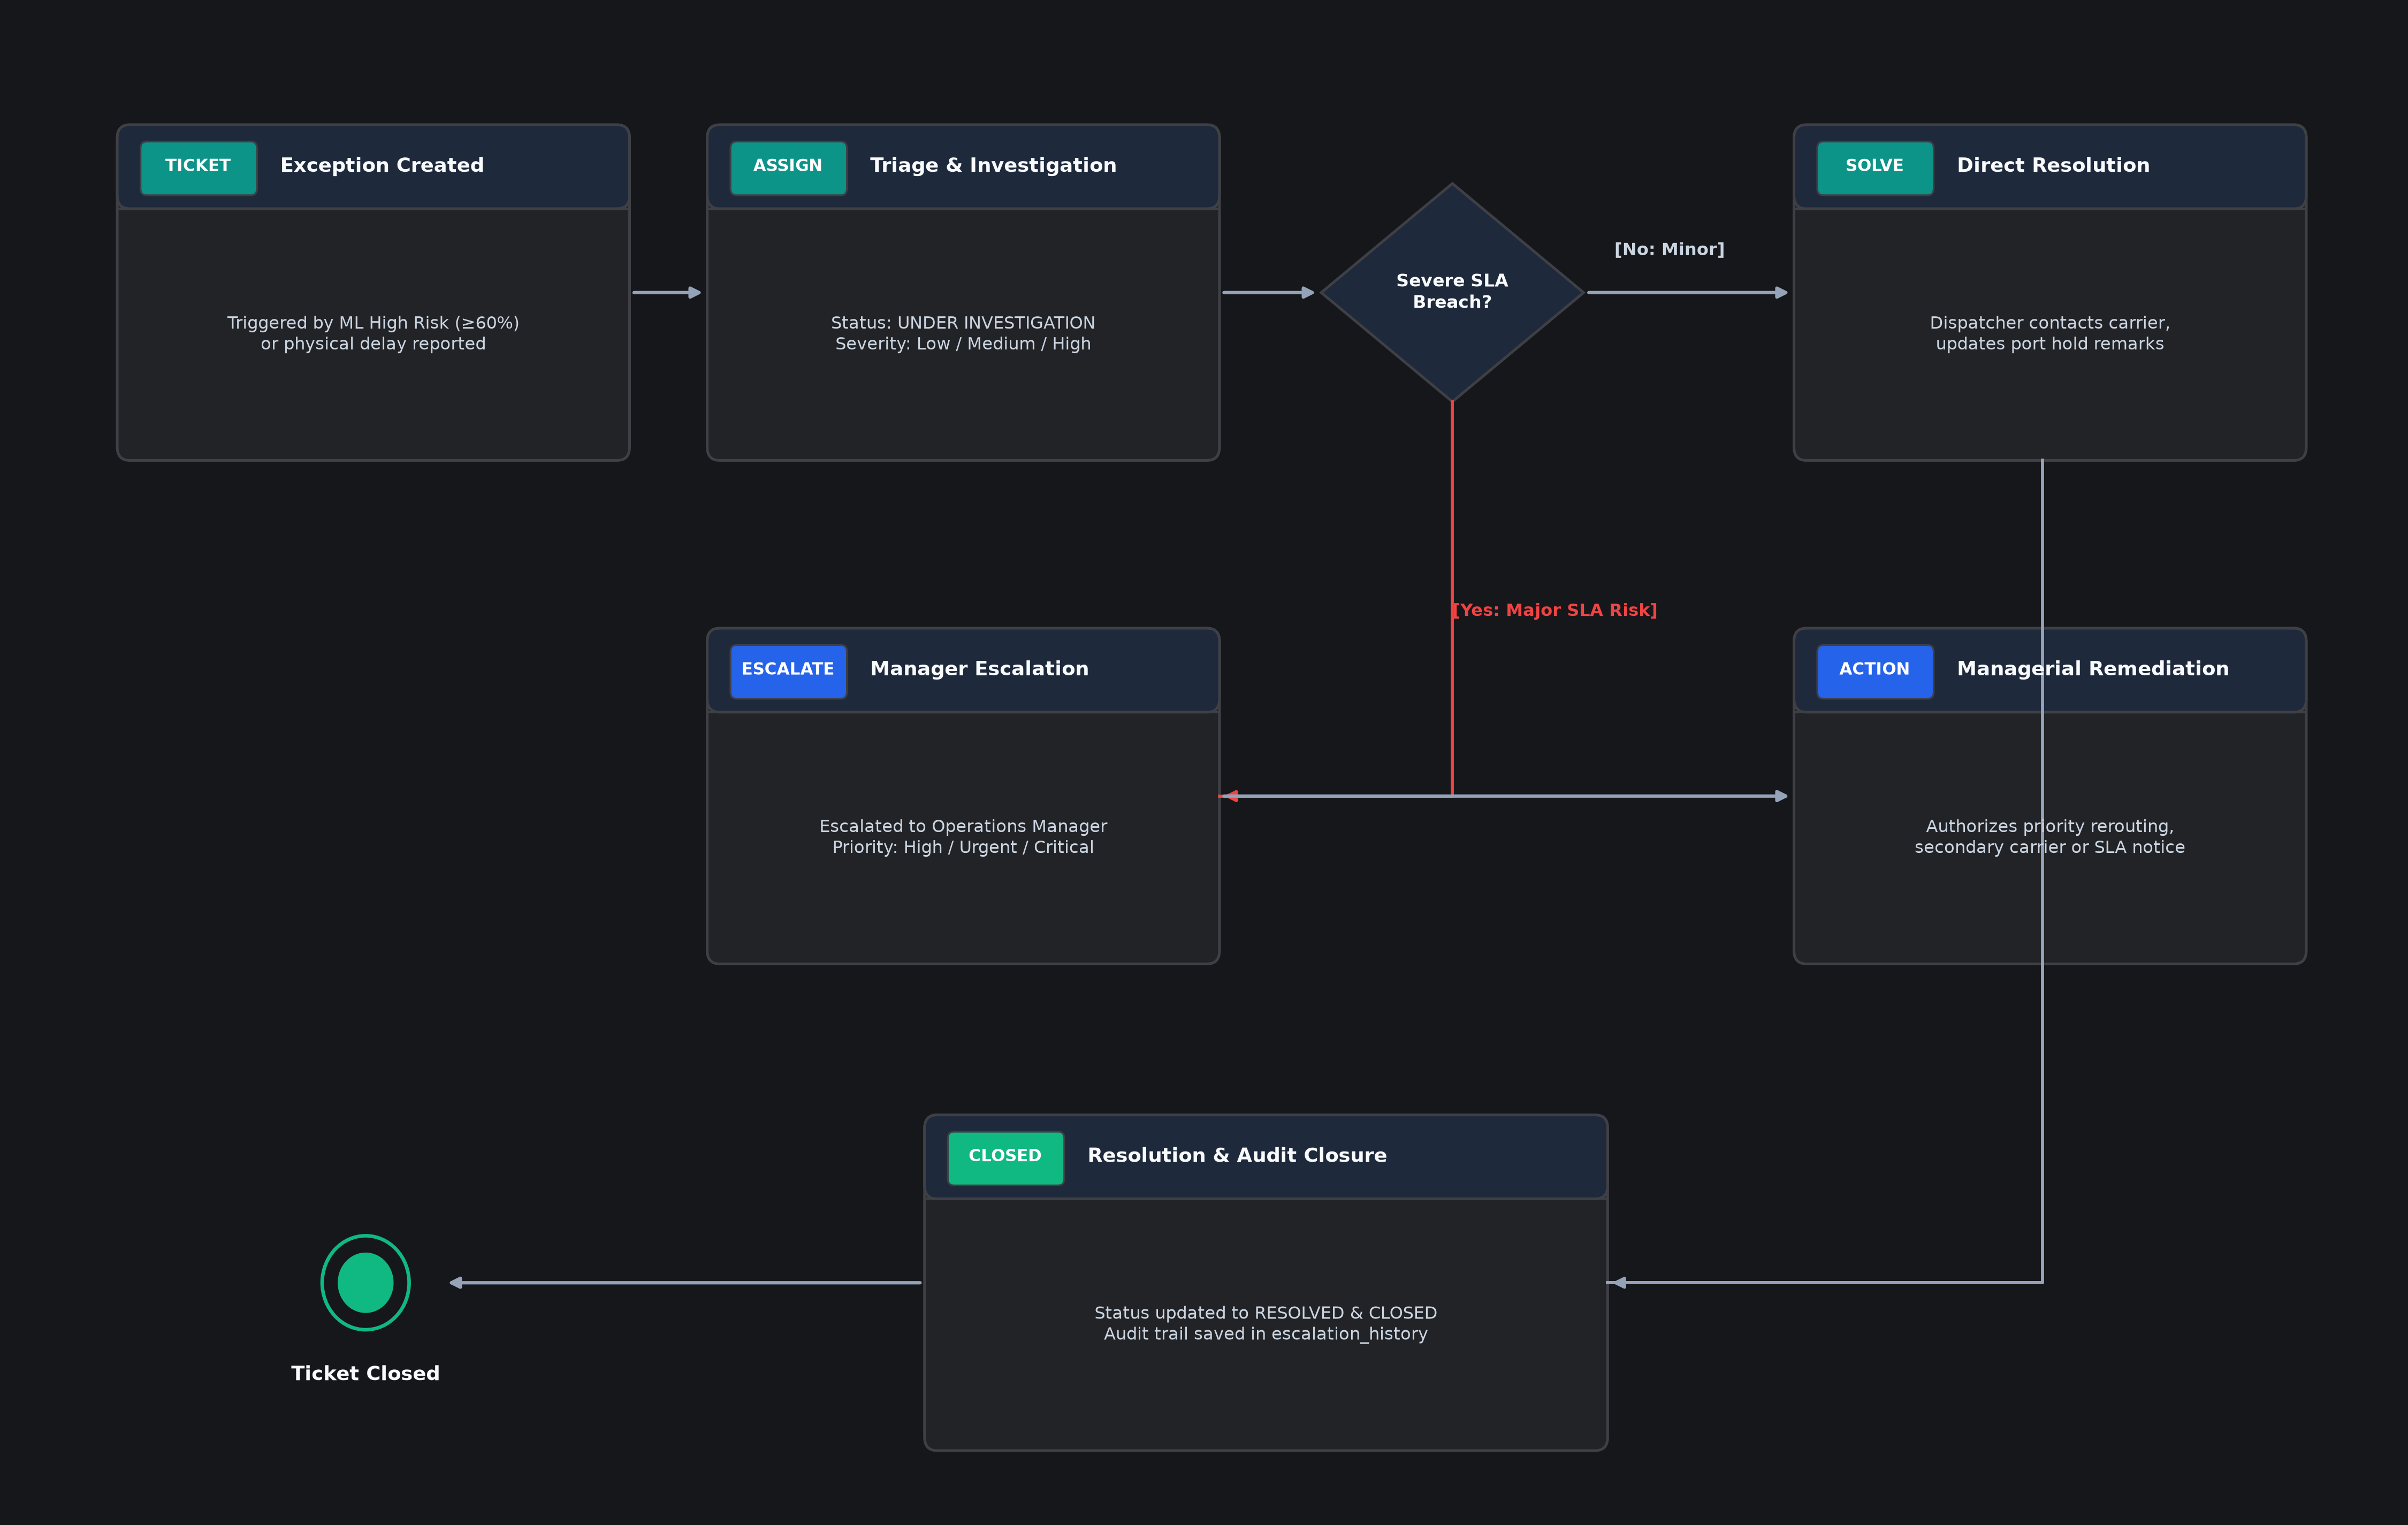 TICKET Exception Created
Triggered by ML High Risk (≥60%)
or physical delay reported
ASSIGN Triage & Investigation
Status: UNDER INVESTIGATION
Severity: Low / Medium / High
Severe SLA
Breach?
[No: Minor]
SOLVE Direct Resolution
Dispatcher contacts carrier,
updates port hold remarks
[Yes: Major SLA Risk]
ESCALATE Manager Escalation
Escalated to Operations Manager
Priority: High / Urgent / Critical
ACTION Managerial Remediation
Authorizes priority rerouting,
secondary carrier or SLA notice
CLOSED Resolution & Audit Closure
Status updated to RESOLVED & CLOSED
Audit trail saved in escalation_history
Ticket Closed